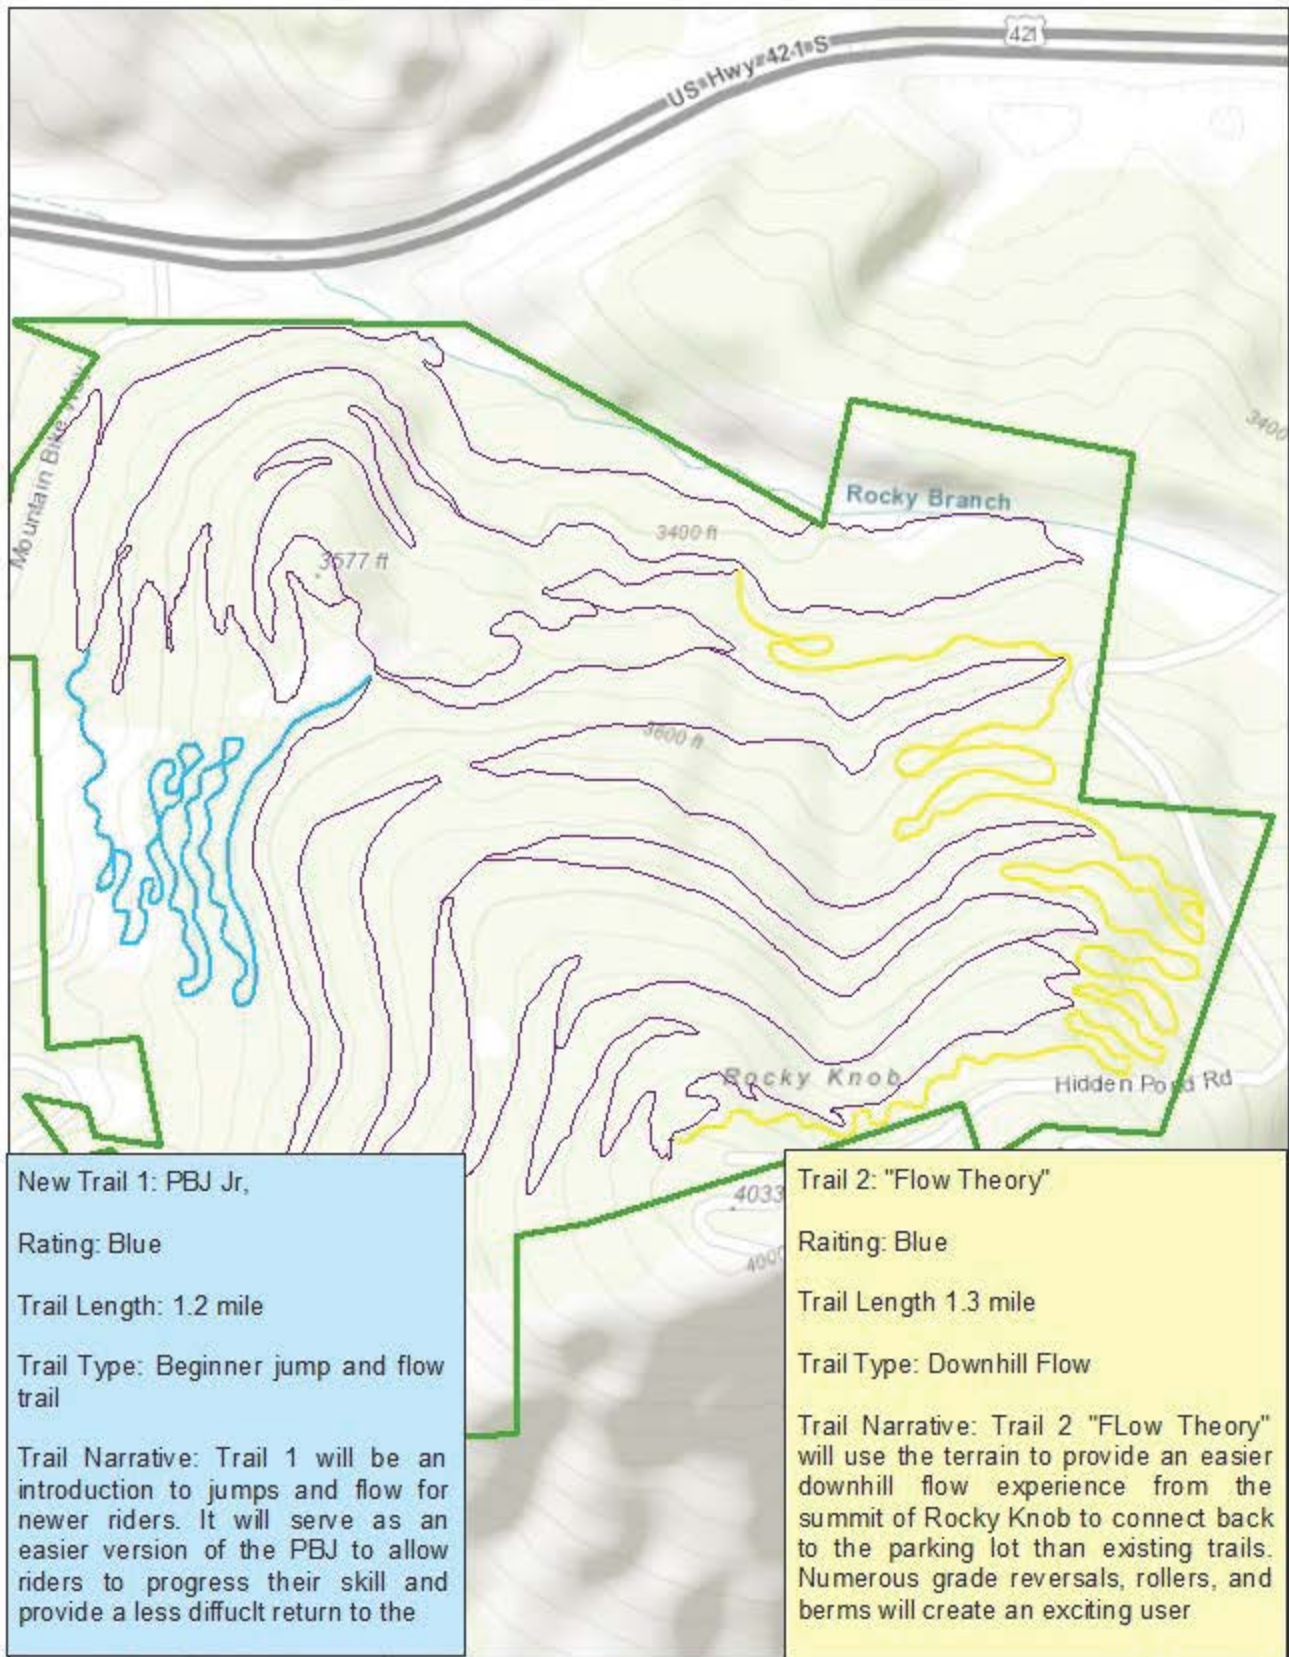 421
US Hwy 421 S
Mountain Bike Way
3400
Rocky Branch
3400 ft
3577 ft
3600 ft
Rocky Knob
Hidden Pond Rd
4033
4000
New Trail 1: PBJ Jr,
Rating: Blue
Trail Length: 1.2 mile
Trail Type: Beginner jump and flow
trail
Trail Narrative: Trail 1 will be an
introduction to jumps and flow for
newer riders. It will serve as an
easier version of the PBJ to allow
riders to progress their skill and
provide a less diffuclt return to the
Trail 2: "Flow Theory"
Raiting: Blue
Trail Length 1.3 mile
Trail Type: Downhill Flow
Trail Narrative: Trail 2 "FLow Theory"
will use the terrain to provide an easier
downhill flow experience from the
summit of Rocky Knob to connect back
to the parking lot than existing trails.
Numerous grade reversals, rollers, and
berms will create an exciting user